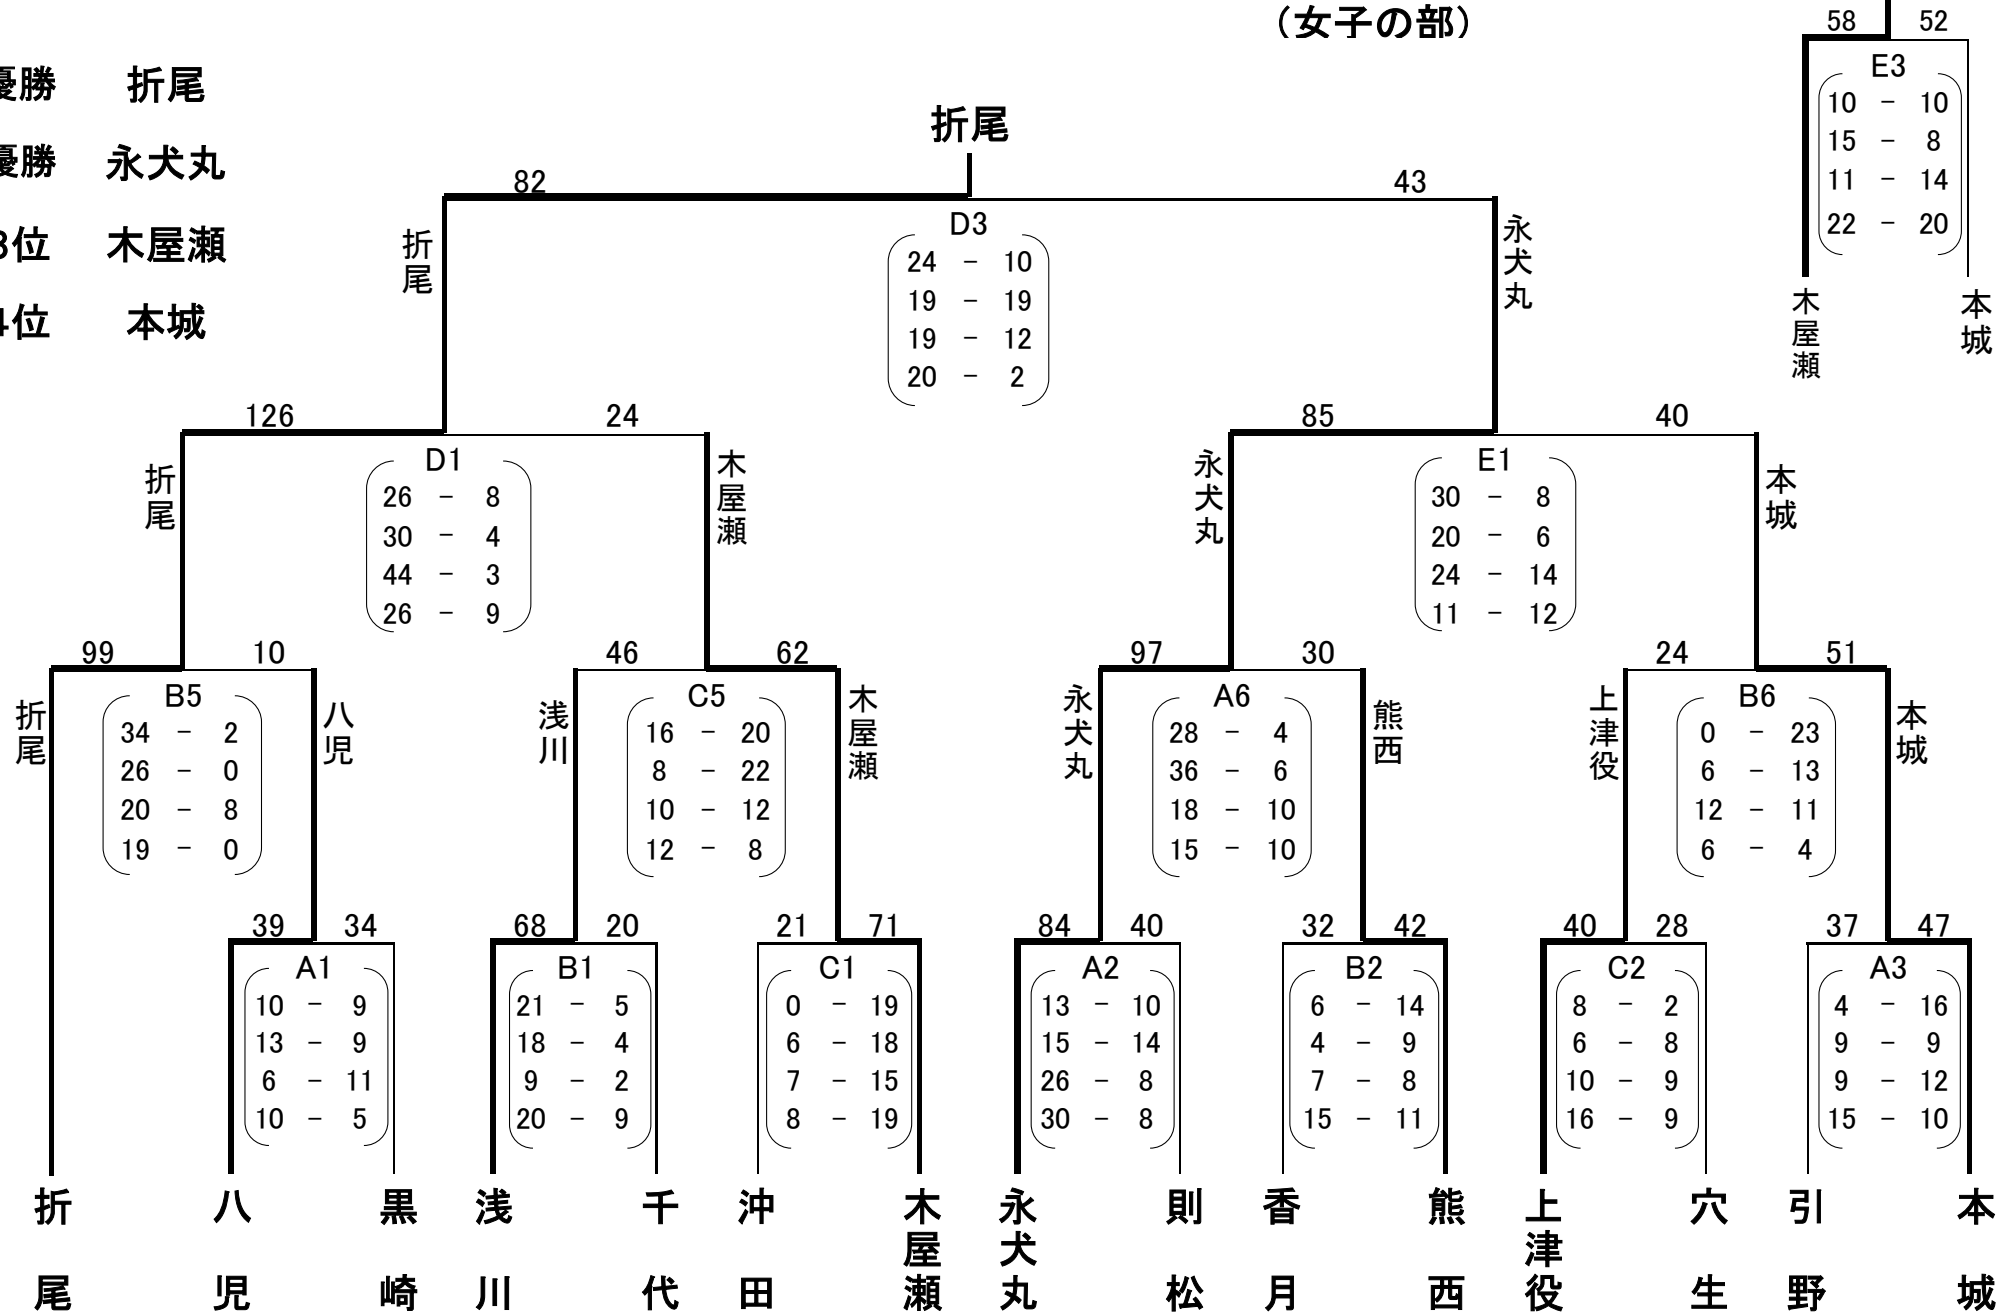 （女子の部）
58 52
E3
10 - 10
15 - 8
11 - 14
22 - 20
木屋瀬
本城
優勝 折尾
優勝 永犬丸
3位 木屋瀬
4位 本城
折尾
82 43
折尾
D3
24 - 10
19 - 19
19 - 12
20 - 2
永犬丸
126 24
折尾
D1
26 - 8
30 - 4
44 - 3
26 - 9
木屋瀬
85 40
永犬丸
E1
30 - 8
20 - 6
24 - 14
11 - 12
本城
99 10
折尾
B5
34 - 2
26 - 0
20 - 8
19 - 0
八児
46 62
浅川
C5
16 - 20
8 - 22
10 - 12
12 - 8
木屋瀬
97 30
永犬丸
A6
28 - 4
36 - 6
18 - 10
15 - 10
熊西
24 51
上津役
B6
0 - 23
6 - 13
12 - 11
6 - 4
本城
39 34
A1
10 - 9
13 - 9
6 - 11
10 - 5
68 20
B1
21 - 5
18 - 4
9 - 2
20 - 9
21 71
C1
0 - 19
6 - 18
7 - 15
8 - 19
84 40
A2
13 - 10
15 - 14
26 - 8
30 - 8
32 42
B2
6 - 14
4 - 9
7 - 8
15 - 11
40 28
C2
8 - 2
6 - 8
10 - 9
16 - 9
37 47
A3
4 - 16
9 - 9
9 - 12
15 - 10
折尾
八児
黒崎
浅川
千代
沖田
木屋瀬
永犬丸
則松
香月
熊西
上津役
穴生
引野
本城